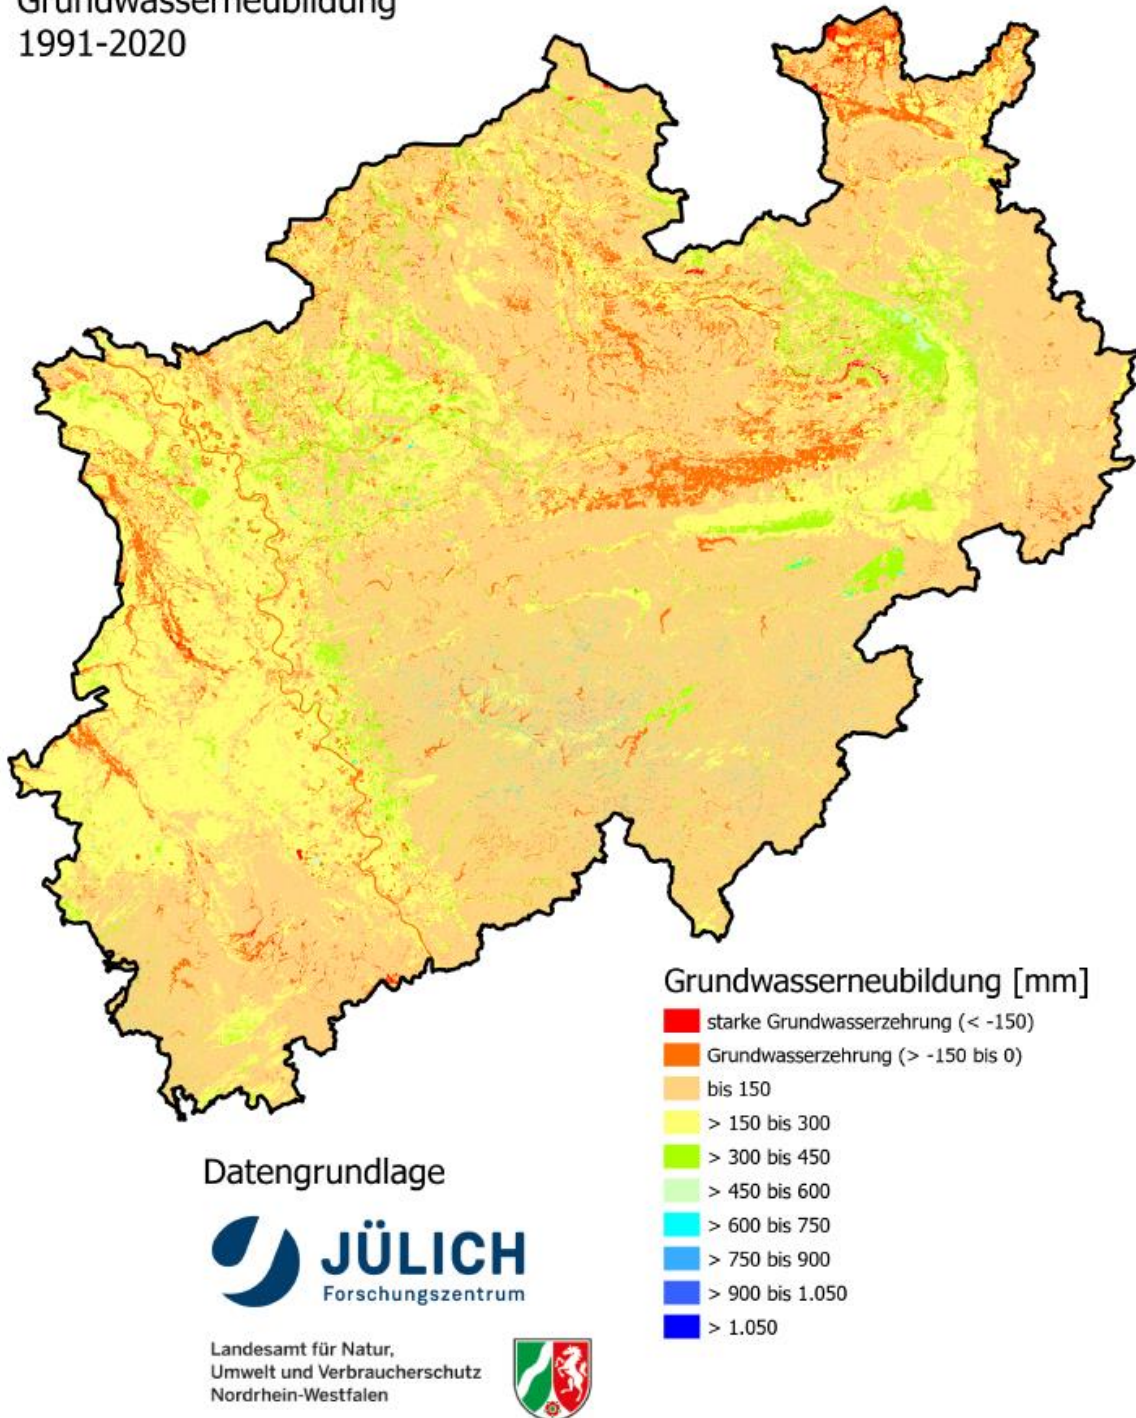 Grundwasserneubildung
1991-2020
Grundwasserneubildung [mm]
starke Grundwasserzehrung (< -150)
Grundwasserzehrung (> -150 bis 0)
bis 150
> 150 bis 300
> 300 bis 450
> 450 bis 600
> 600 bis 750
> 750 bis 900
> 900 bis 1.050
> 1.050
Datengrundlage
JÜLICH
Forschungszentrum
Landesamt für Natur,
Umwelt und Verbraucherschutz
Nordrhein-Westfalen